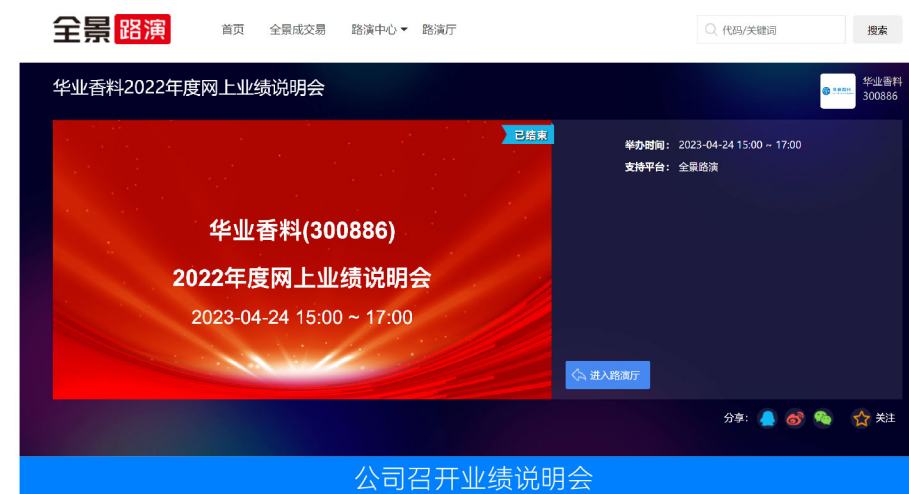 全景路演 首页 全景成交易 路演中心 路演厅 代码/关键词 搜索
华业香料2022年度网上业绩说明会
华业香料
300886
已结束
华业香料(300886)
2022年度网上业绩说明会
2023-04-24 15:00 ~ 17:00
举办时间： 2023-04-24 15:00 ~ 17:00
支持平台： 全景路演
进入路演厅
分享: 关注
公司召开业绩说明会